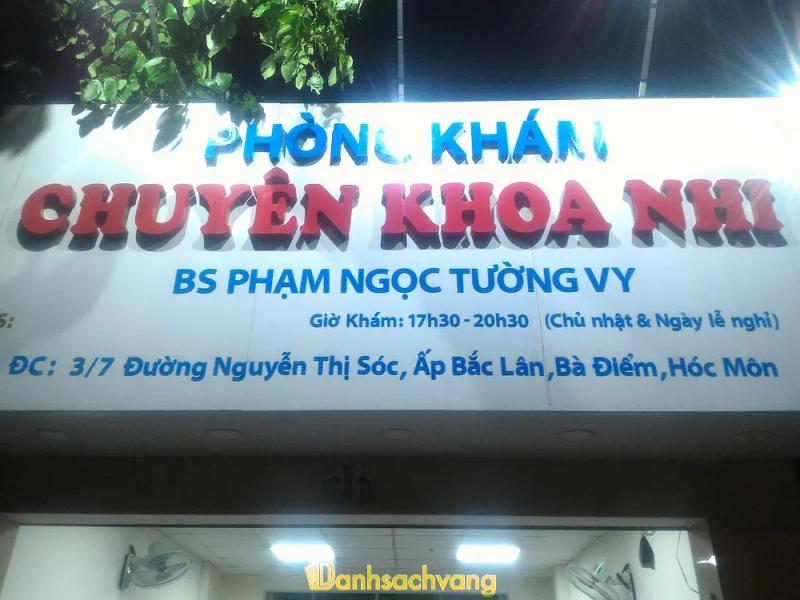 PHÒNG KHÁM
CHUYÊN KHOA NHI
BS PHẠM NGỌC TƯỜNG VY
Giờ Khám: 17h30 - 20h30 (Chủ nhật & Ngày lễ nghỉ)
ĐC: 3/7 Đường Nguyễn Thị Sóc, Ấp Bắc Lân, Bà Điểm, Hóc Môn
Danhsachvang